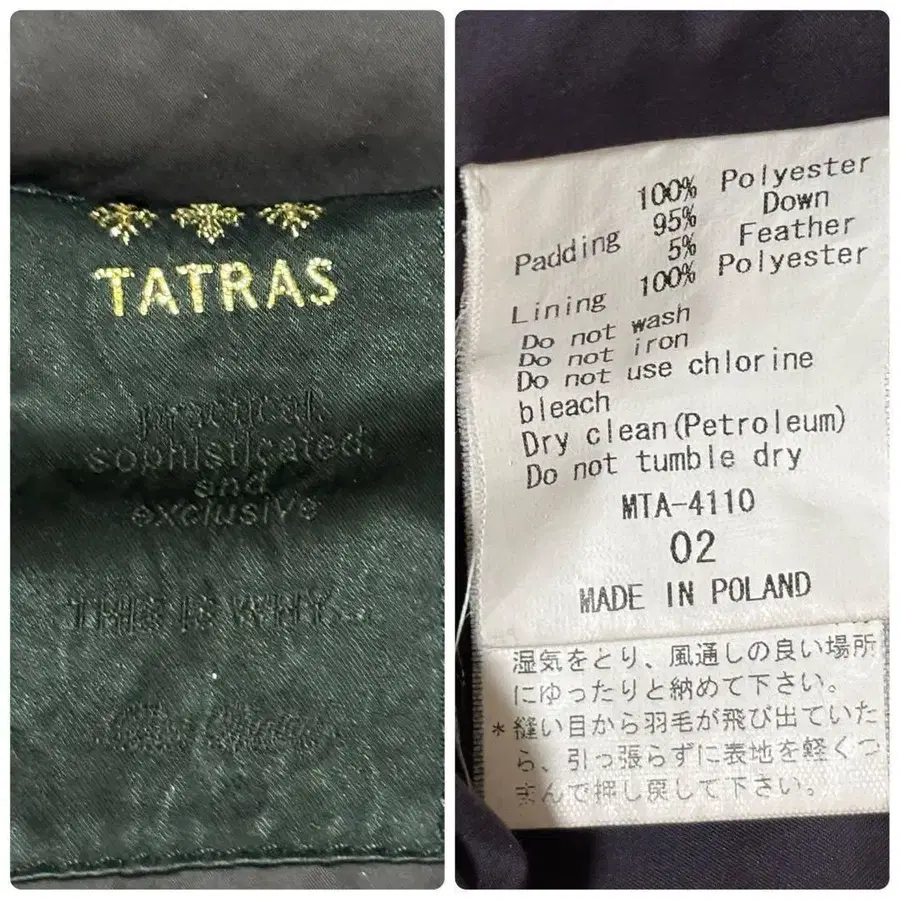 TATRAS
practical,
sophisticated,
and
exclusive
THIS IS WHY...
100% Polyester
95% Down
Padding 5% Feather
Lining 100% Polyester
Do not wash
Do not iron
Do not use chlorine
bleach
Dry clean(Petroleum)
Do not tumble dry
MTA-4110
02
MADE IN POLAND
湿気をとり、風通しの良い場所
にゆったりと納めて下さい。
*縫い目から羽毛が飛び出ていた
ら、引っ張らずに表地を軽くつ
まんで押し戻して下さい。